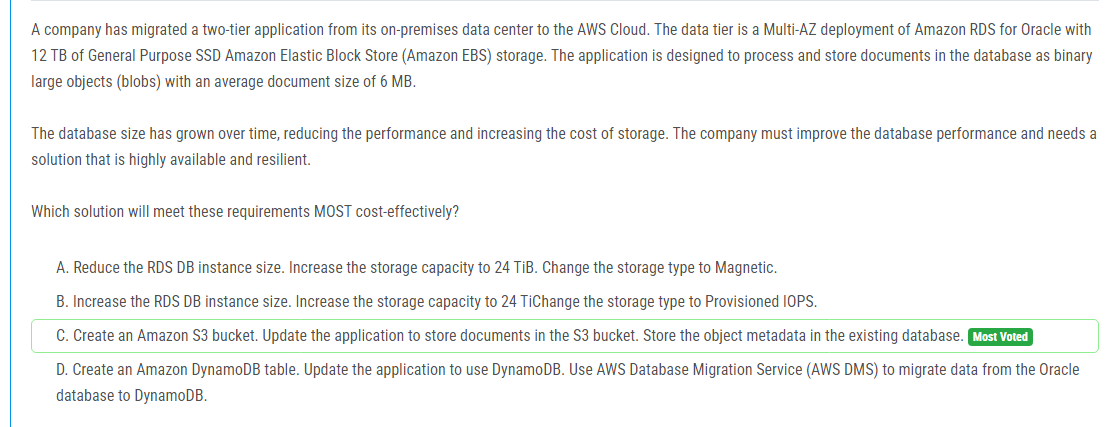 A company has migrated a two-tier application from its on-premises data center to the AWS Cloud. The data tier is a Multi-AZ deployment of Amazon RDS for Oracle with
12 TB of General Purpose SSD Amazon Elastic Block Store (Amazon EBS) storage. The application is designed to process and store documents in the database as binary
large objects (blobs) with an average document size of 6 MB.
The database size has grown over time, reducing the performance and increasing the cost of storage. The company must improve the database performance and needs a
solution that is highly available and resilient.
Which solution will meet these requirements MOST cost-effectively?
A. Reduce the RDS DB instance size. Increase the storage capacity to 24 TiB. Change the storage type to Magnetic.
B. Increase the RDS DB instance size. Increase the storage capacity to 24 TiChange the storage type to Provisioned IOPS.
C. Create an Amazon S3 bucket. Update the application to store documents in the S3 bucket. Store the object metadata in the existing database. Most Voted
D. Create an Amazon DynamoDB table. Update the application to use DynamoDB. Use AWS Database Migration Service (AWS DMS) to migrate data from the Oracle
database to DynamoDB.